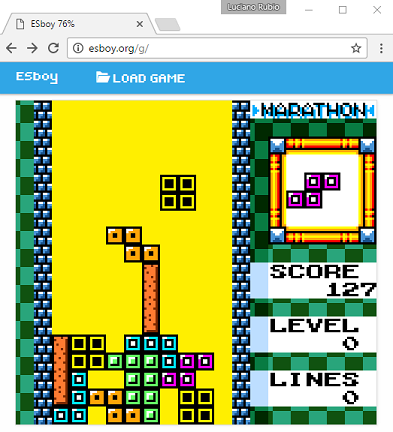 Luciano Rubio
ESboy 76%
esboy.org/g/
ESboy LOAD GAME
MARATHON
SCORE
127
LEVEL
0
LINES
0